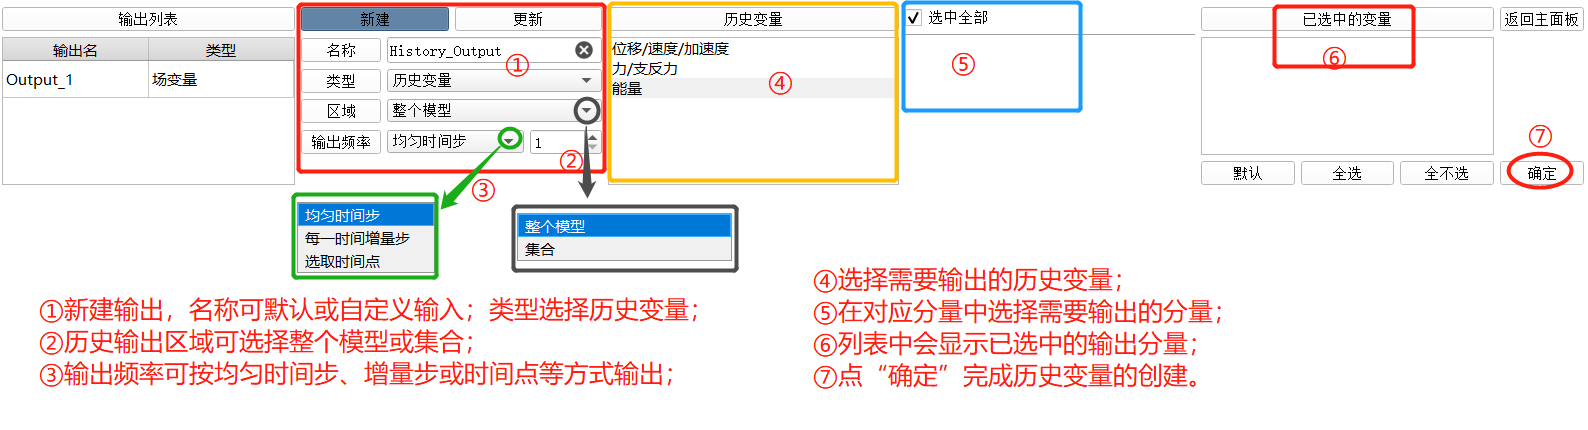 输出列表
输出名 类型
Output_1 场变量
新建 更新
名称 History_Output
类型 历史变量
区域 整个模型
输出频率 均匀时间步 1
①
②
③
均匀时间步
每一时间增量步
选取时间点
整个模型
集合
历史变量
位移/速度/加速度
力/支反力
能量
④
选中全部
⑤
已选中的变量
⑥
返回主面板
默认 全选 全不选
⑦
确定
①新建输出，名称可默认或自定义输入；类型选择历史变量；
②历史输出区域可选择整个模型或集合；
③输出频率可按均匀时间步、增量步或时间点等方式输出；
④选择需要输出的历史变量；
⑤在对应分量中选择需要输出的分量；
⑥列表中会显示已选中的输出分量；
⑦点“确定”完成历史变量的创建。